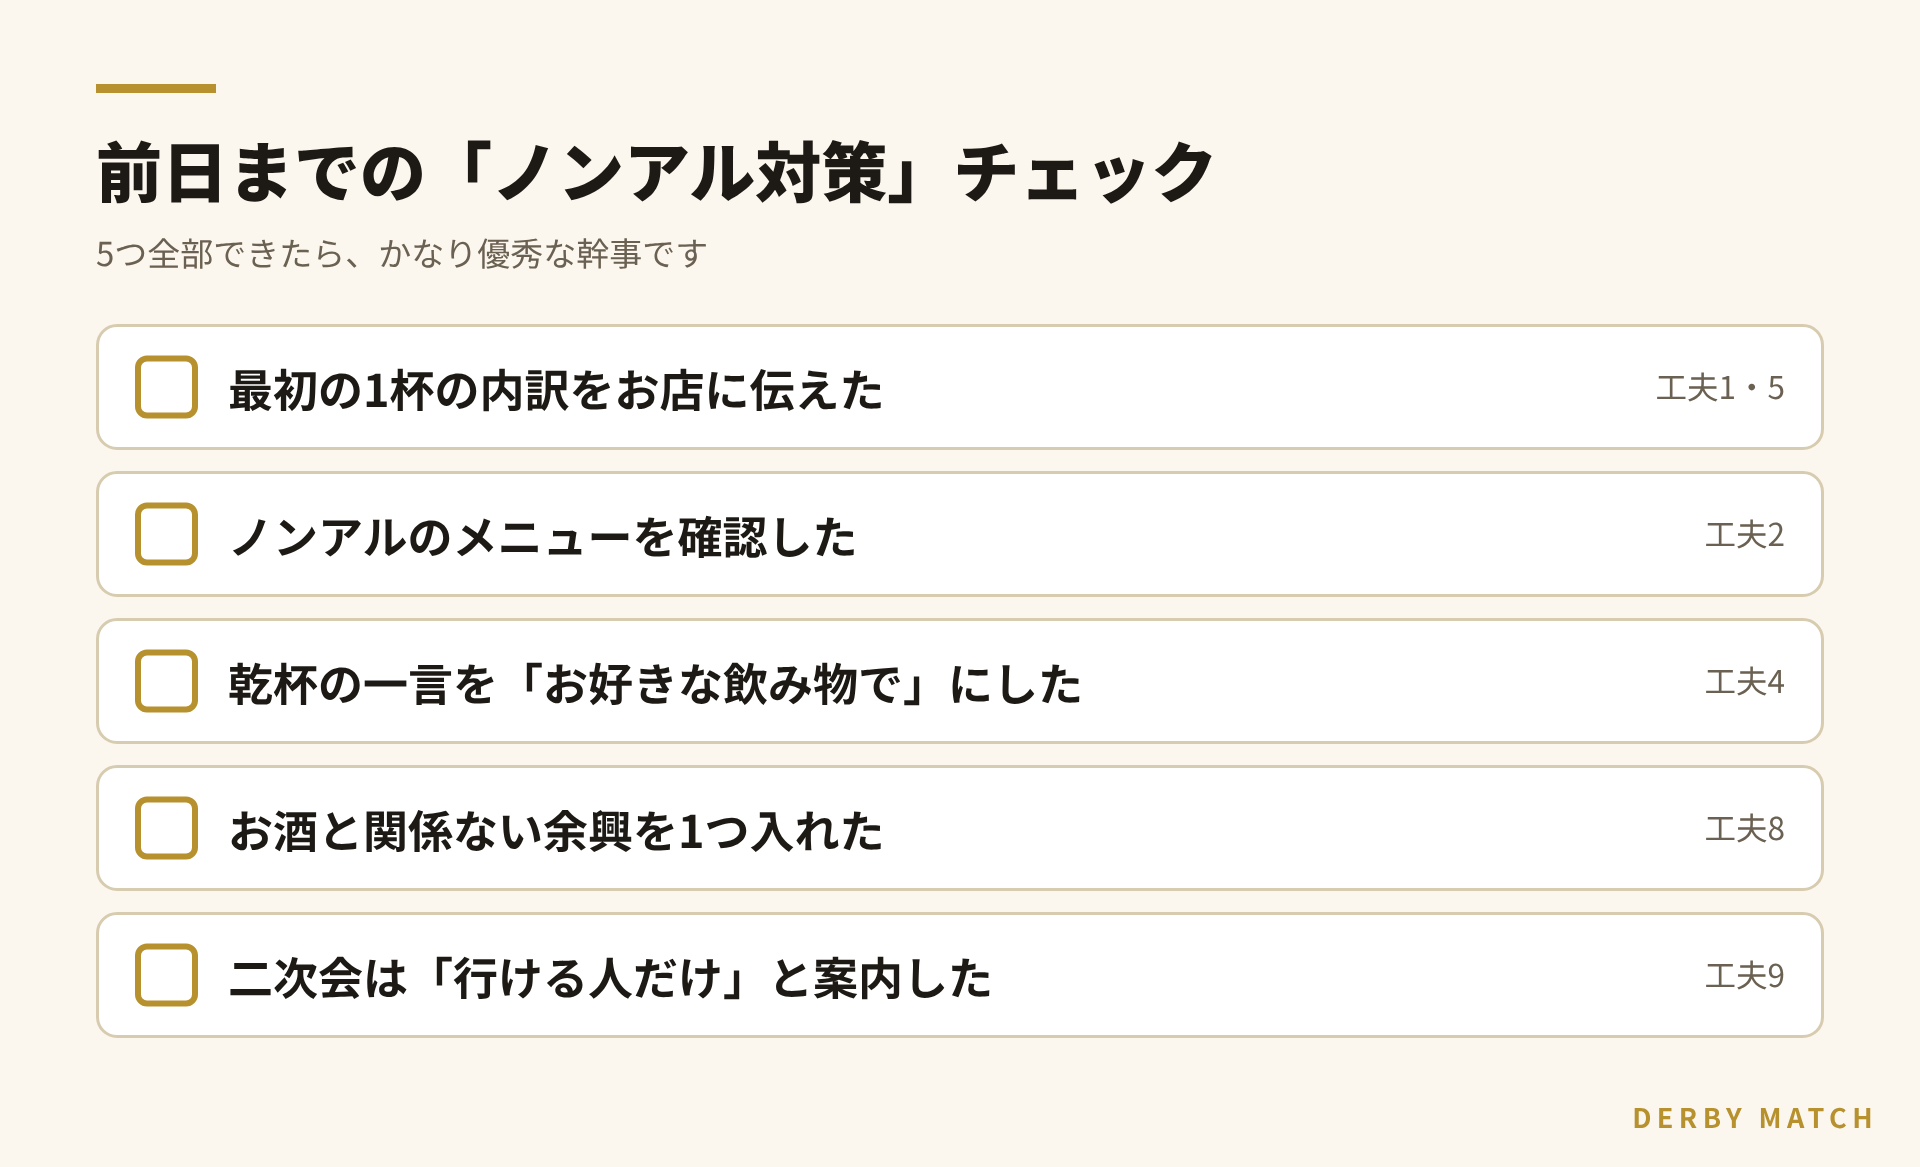 前日までの「ノンアル対策」チェック
5つ全部できたら、かなり優秀な幹事です
最初の1杯の内訳をお店に伝えた 工夫1・5
ノンアルのメニューを確認した 工夫2
乾杯の一言を「お好きな飲み物で」にした 工夫4
お酒と関係ない余興を1つ入れた 工夫8
二次会は「行ける人だけ」と案内した 工夫9
DERBY MATCH